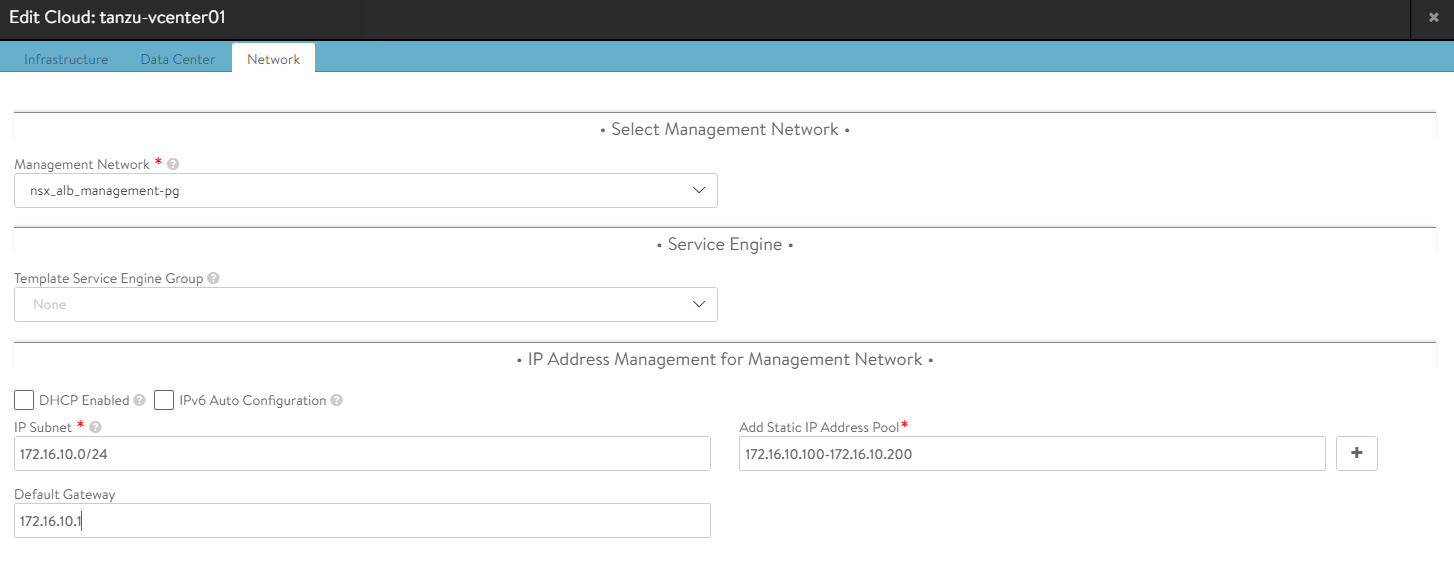 Edit Cloud: tanzu-vcenter01
Infrastructure Data Center Network
• Select Management Network •
Management Network *
nsx_alb_management-pg
• Service Engine •
Template Service Engine Group
None
• IP Address Management for Management Network •
DHCP Enabled IPv6 Auto Configuration
IP Subnet * Add Static IP Address Pool*
172.16.10.0/24 172.16.10.100-172.16.10.200
Default Gateway
172.16.10.1